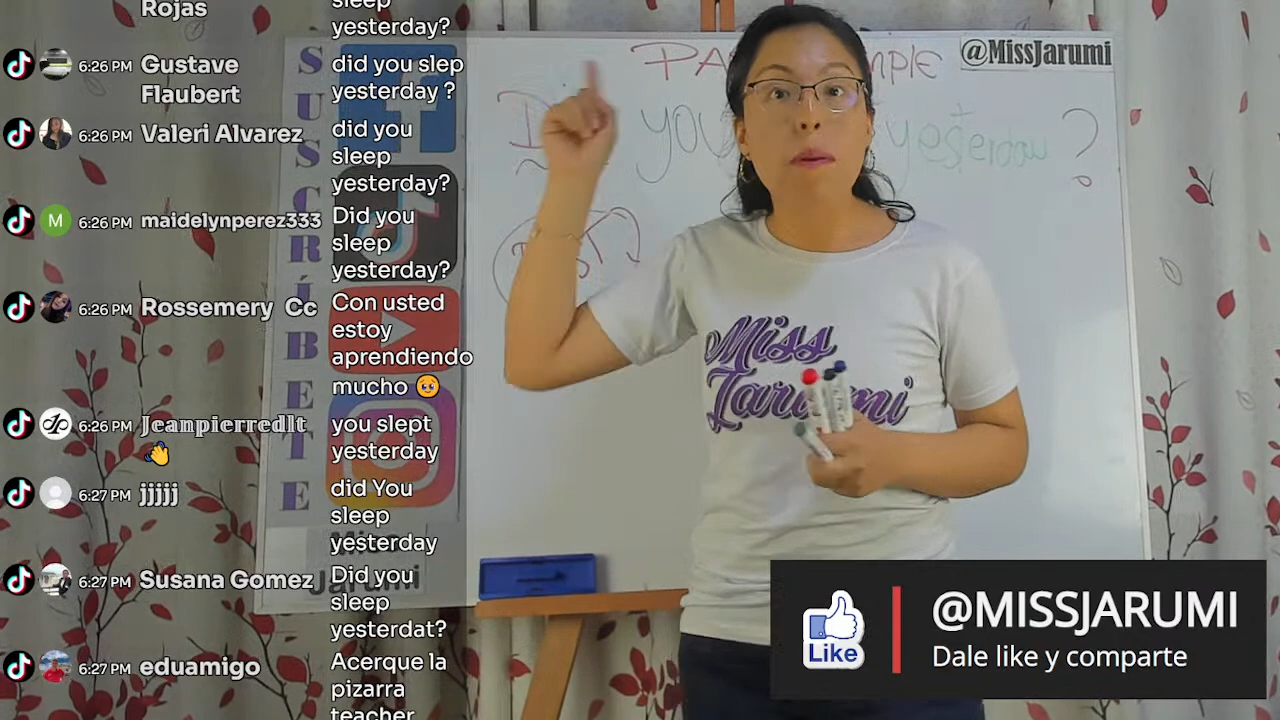 Rojas
sleep
yesterday?
6:26 PM Gustave
Flaubert
did you slep
yesterday ?
6:26 PM Valeri Alvarez
did you
sleep
yesterday?
M 6:26 PM maidelynperez333
Did you
sleep
yesterday?
6:26 PM Rossemery Cc
Con usted
estoy
aprendiendo
mucho 🥹
6:26 PM Jeanpierredlt
👋
you slept
yesterday
6:27 PM jjjjj
did You
sleep
yesterday
6:27 PM Susana Gomez
Did you
sleep
yesterdat?
6:27 PM eduamigo
Acerque la
pizarra
teacher
SUSCRÍBETE
Jarumi
@MissJarumi
yesterday ?
Miss
Jarumi
Like
@MISSJARUMI
Dale like y comparte